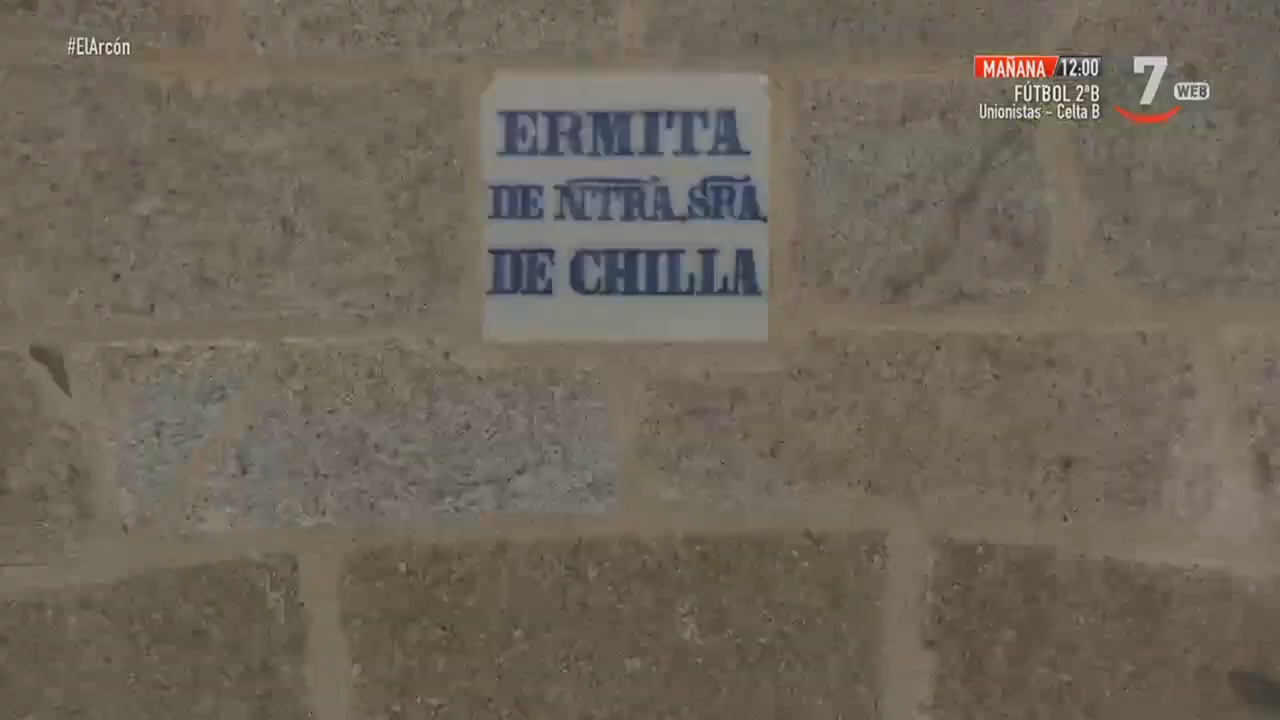 #ElArcón
MAÑANA 12:00
FÚTBOL 2ªB
Unionistas - Celta B
7 WEB
ERMITA
DE NTRA. SRA.
DE CHILLA